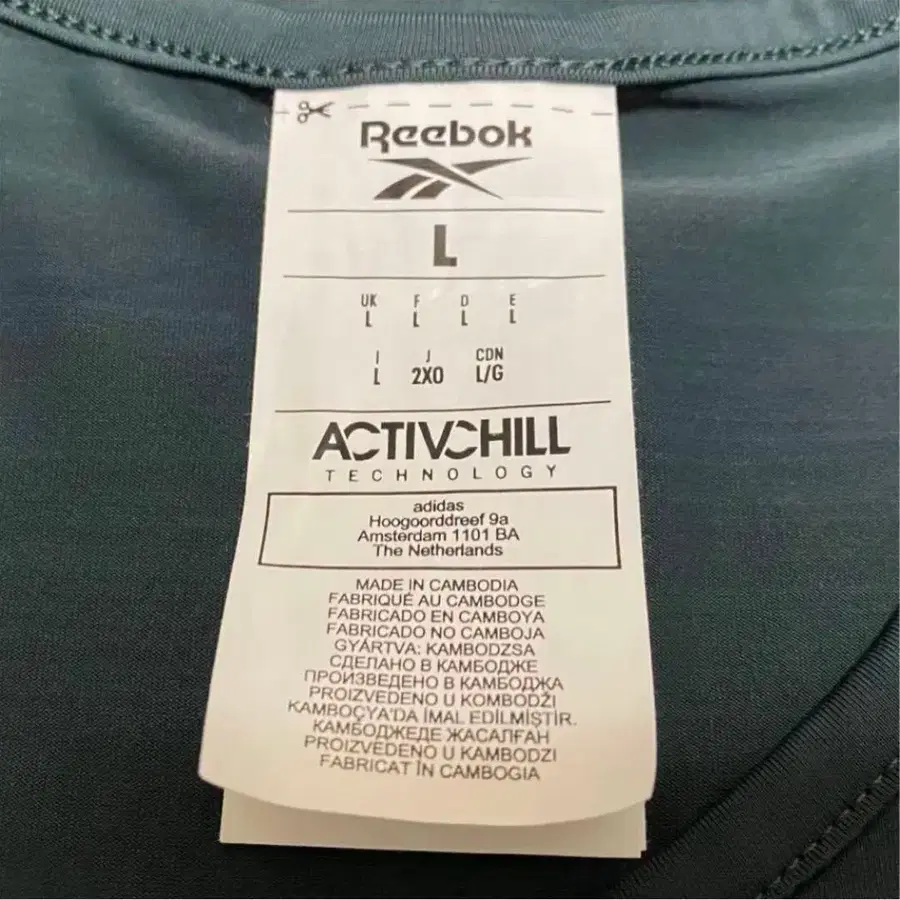 Reebok
L
UK F D E
L L L L
I J CDN
L 2XO L/G
ACTIVCHILL
TECHNOLOGY
adidas
Hoogoorddreef 9a
Amsterdam 1101 BA
The Netherlands
MADE IN CAMBODIA
FABRIQUÉ AU CAMBODGE
FABRICADO EN CAMBOYA
FABRICADO NO CAMBOJA
GYÁRTVA: KAMBODZSA
СДЕЛАНО В КАМБОДЖЕ
ПРОИЗВЕДЕНО В КАМБОДЖА
PROIZVEDENO U KOMBODŽI
KAMBOÇYA'DA İMAL EDİLMİŞTİR.
КАМБОДЖЕДЕ ЖАСАЛҒАН
PROIZVEDENO U KAMBODZI
FABRICAT ÎN CAMBOGIA